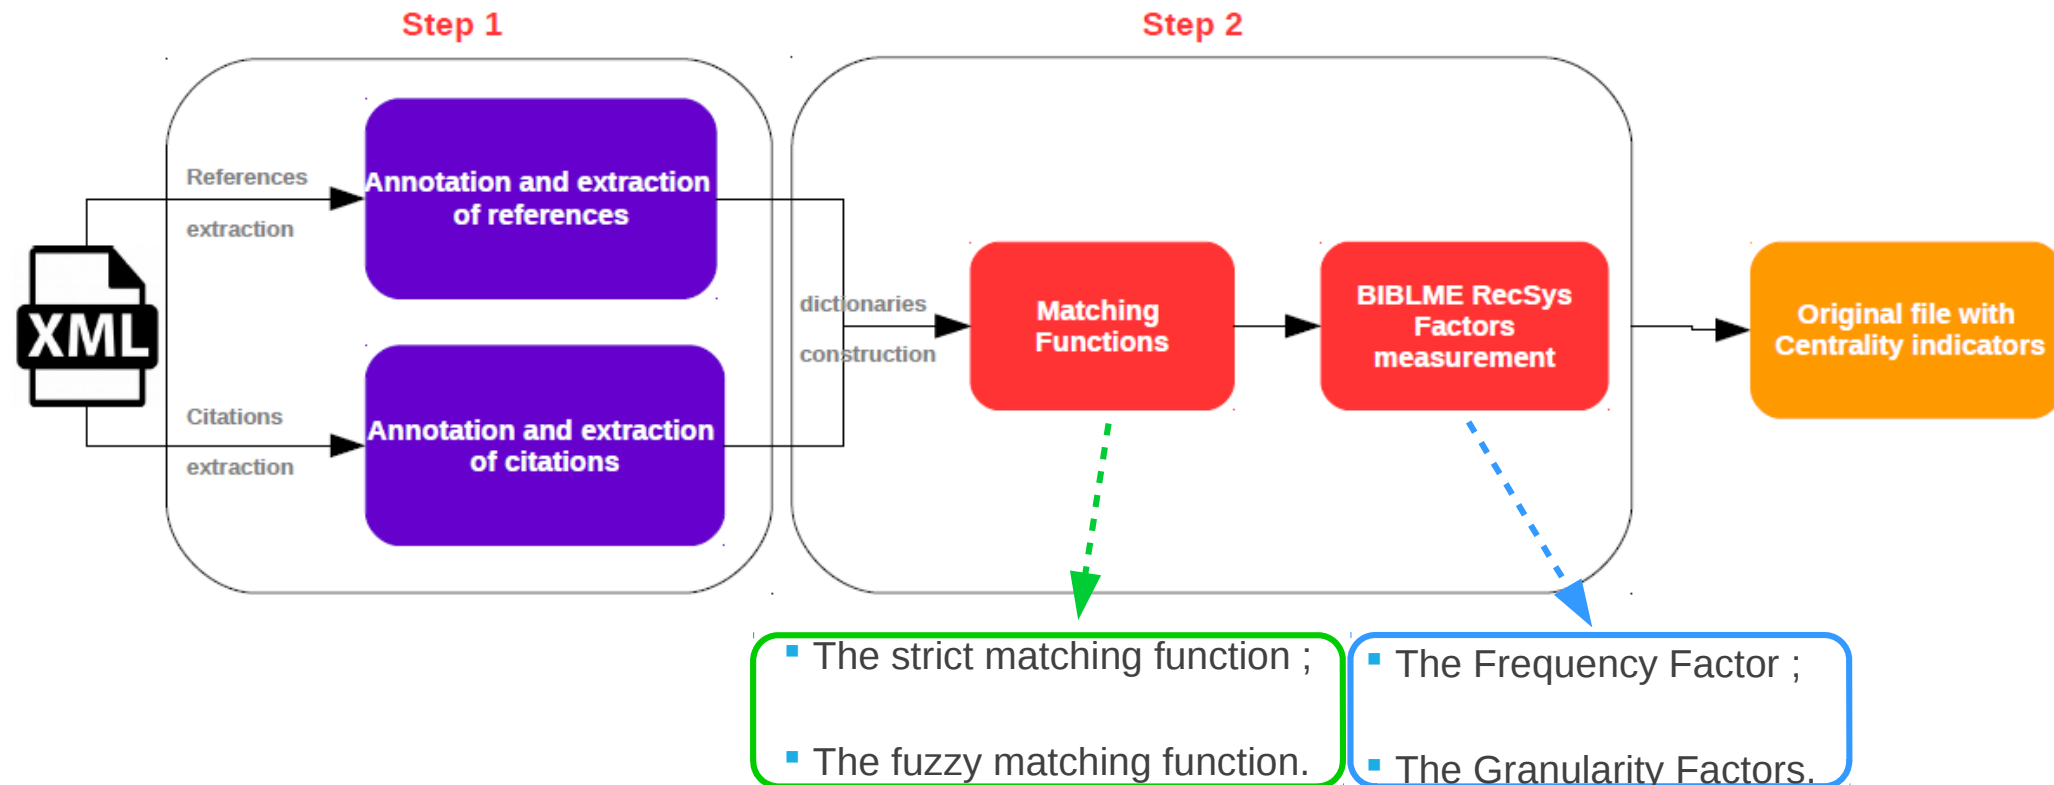 Step 1
Step 2
References
extraction
Annotation and extraction
of references
XML
Citations
extraction
Annotation and extraction
of citations
dictionaries
construction
Matching
Functions
BIBLME RecSys
Factors
measurement
Original file with
Centrality indicators
The strict matching function ;
The fuzzy matching function.
The Frequency Factor ;
The Granularity Factors.